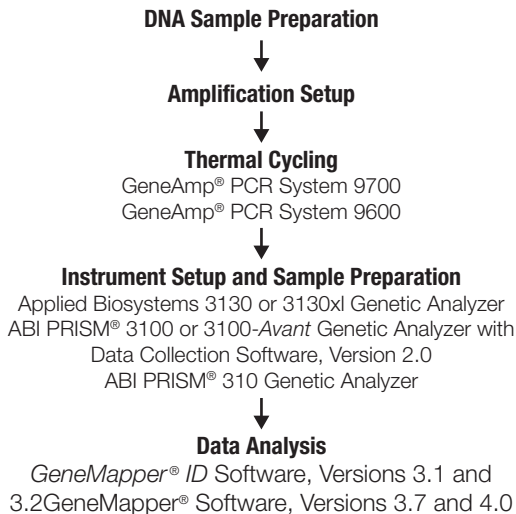 DNA Sample Preparation
Amplification Setup
Thermal Cycling
GeneAmp® PCR System 9700
GeneAmp® PCR System 9600
Instrument Setup and Sample Preparation
Applied Biosystems 3130 or 3130xl Genetic Analyzer
ABI PRISM® 3100 or 3100-Avant Genetic Analyzer with
Data Collection Software, Version 2.0
ABI PRISM® 310 Genetic Analyzer
Data Analysis
GeneMapper® ID Software, Versions 3.1 and
3.2GeneMapper® Software, Versions 3.7 and 4.0